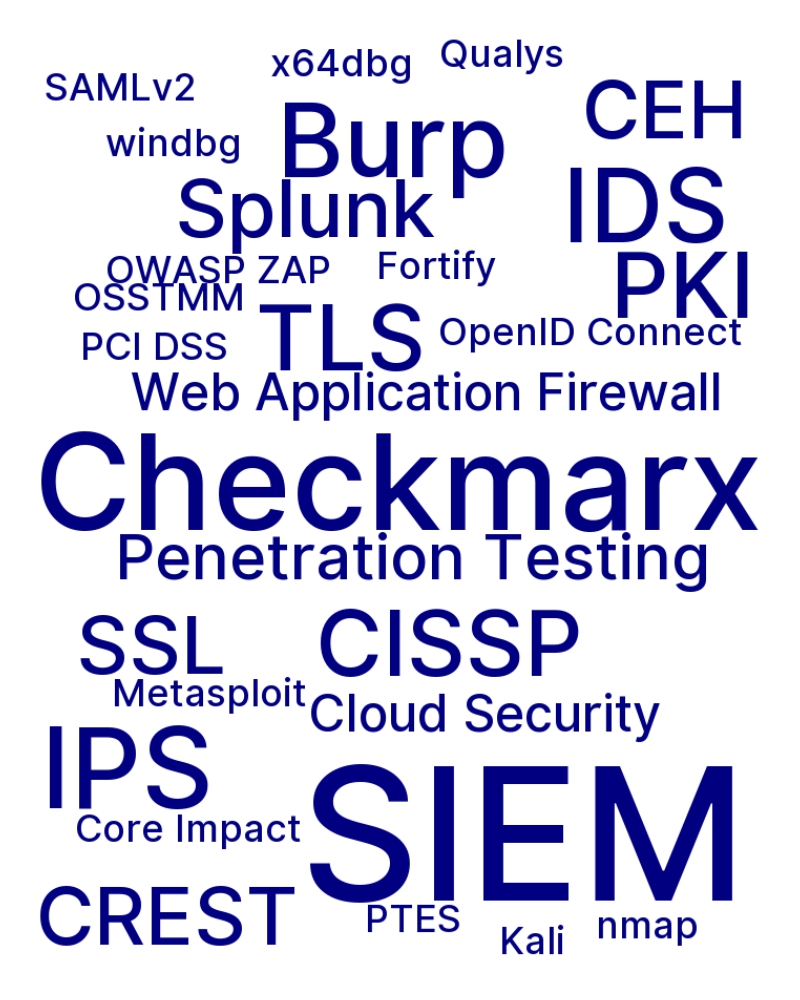 x64dbg
Qualys
SAMLv2
CEH
windbg
Burp
Splunk
IDS
OWASP ZAP
Fortify
PKI
OSSTMM
TLS
OpenID Connect
PCI DSS
Web Application Firewall
Checkmarx
Penetration Testing
SSL
CISSP
Metasploit
Cloud Security
IPS
SIEM
Core Impact
CREST
PTES
Kali
nmap